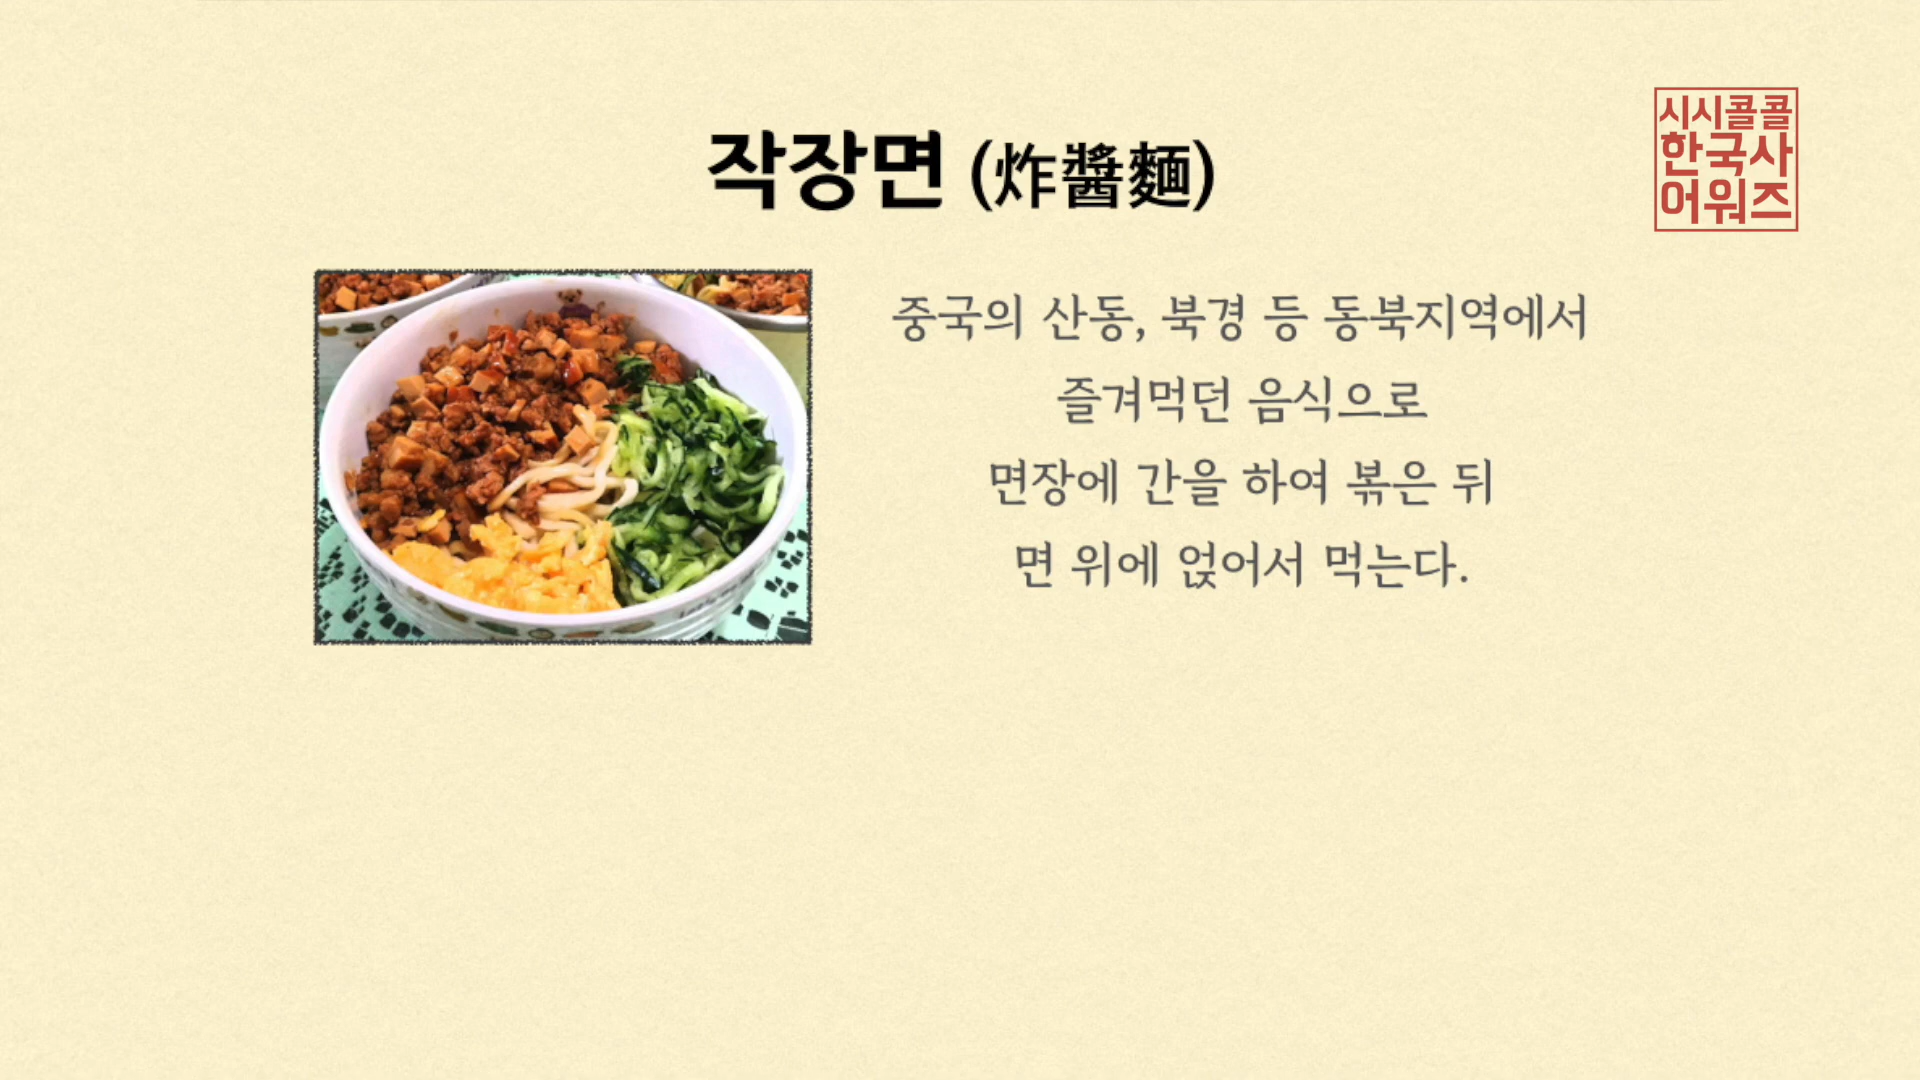 작장면 (炸醬麵)
시시콜콜
한국사
어워즈
중국의 산동, 북경 등 동북지역에서
즐겨먹던 음식으로
면장에 간을 하여 볶은 뒤
면 위에 얹어서 먹는다.